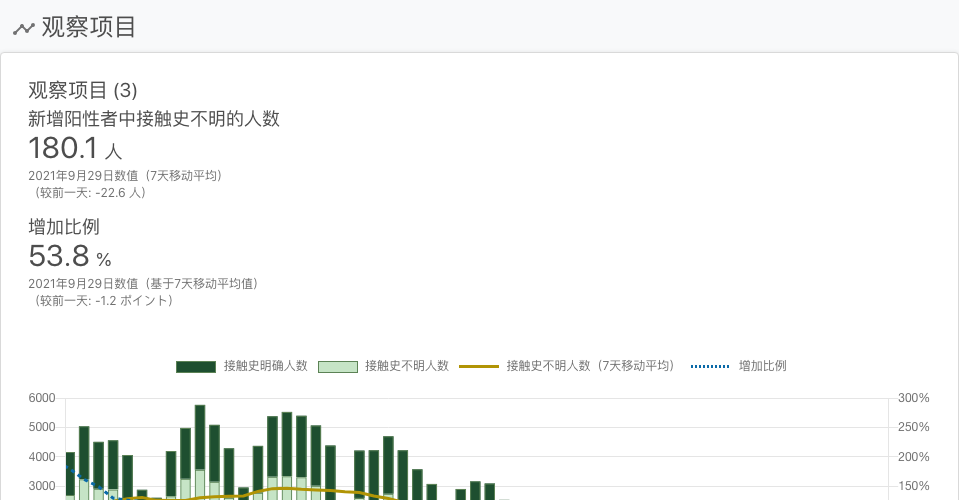 观察项目
观察项目 (3)
新增阳性者中接触史不明的人数
180.1 人
2021年9月29日数值（7天移动平均）
（较前一天: -22.6 人）
增加比例
53.8 %
2021年9月29日数值（基于7天移动平均值）
（较前一天: -1.2 ポイント）
接触史明确人数 接触史不明人数 接触史不明人数（7天移动平均） 增加比例
6000 300%
5000 250%
4000 200%
3000 150%